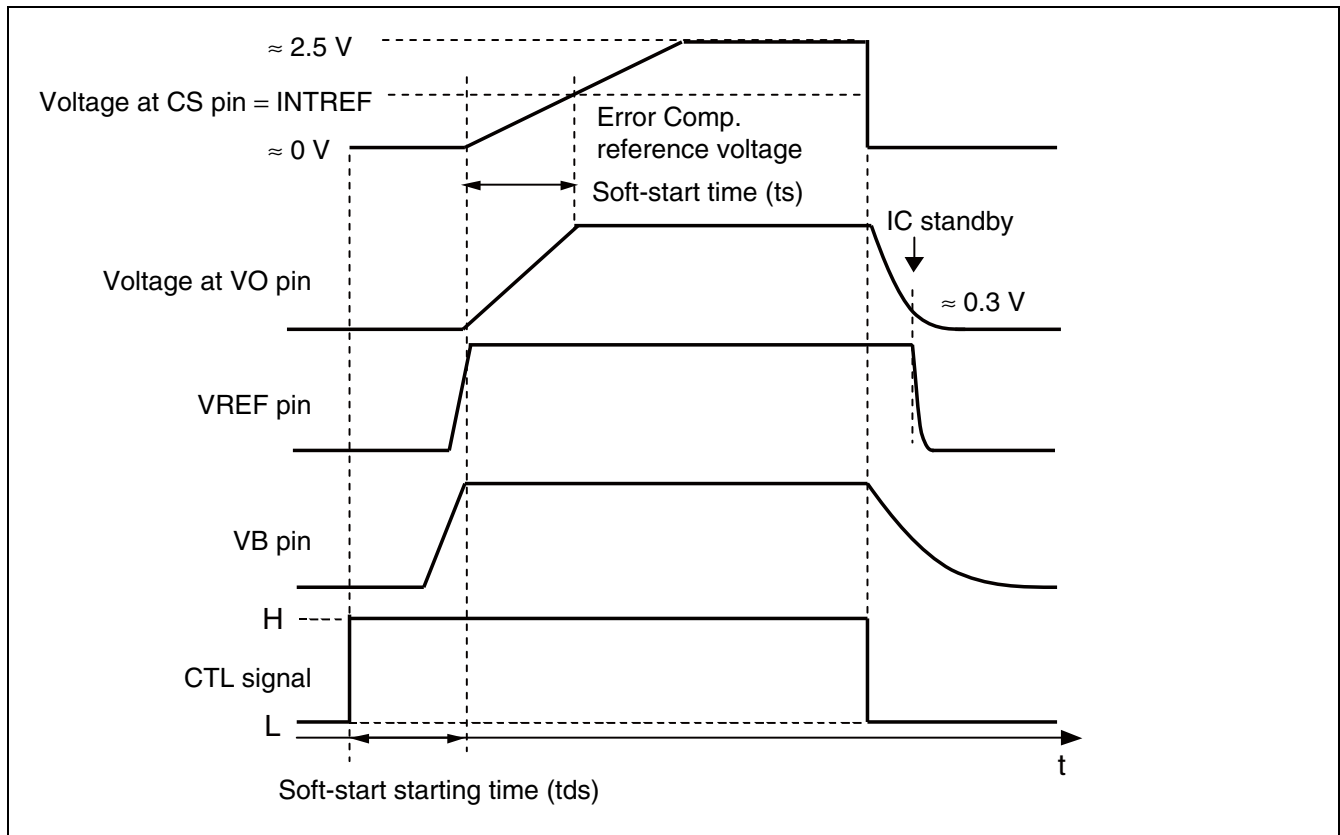 ≈ 2.5 V
Voltage at CS pin = INTREF
Error Comp.
reference voltage
≈ 0 V
Soft-start time (ts)
IC standby
Voltage at VO pin
≈ 0.3 V
VREF pin
VB pin
H
CTL signal
L
t
Soft-start starting time (tds)